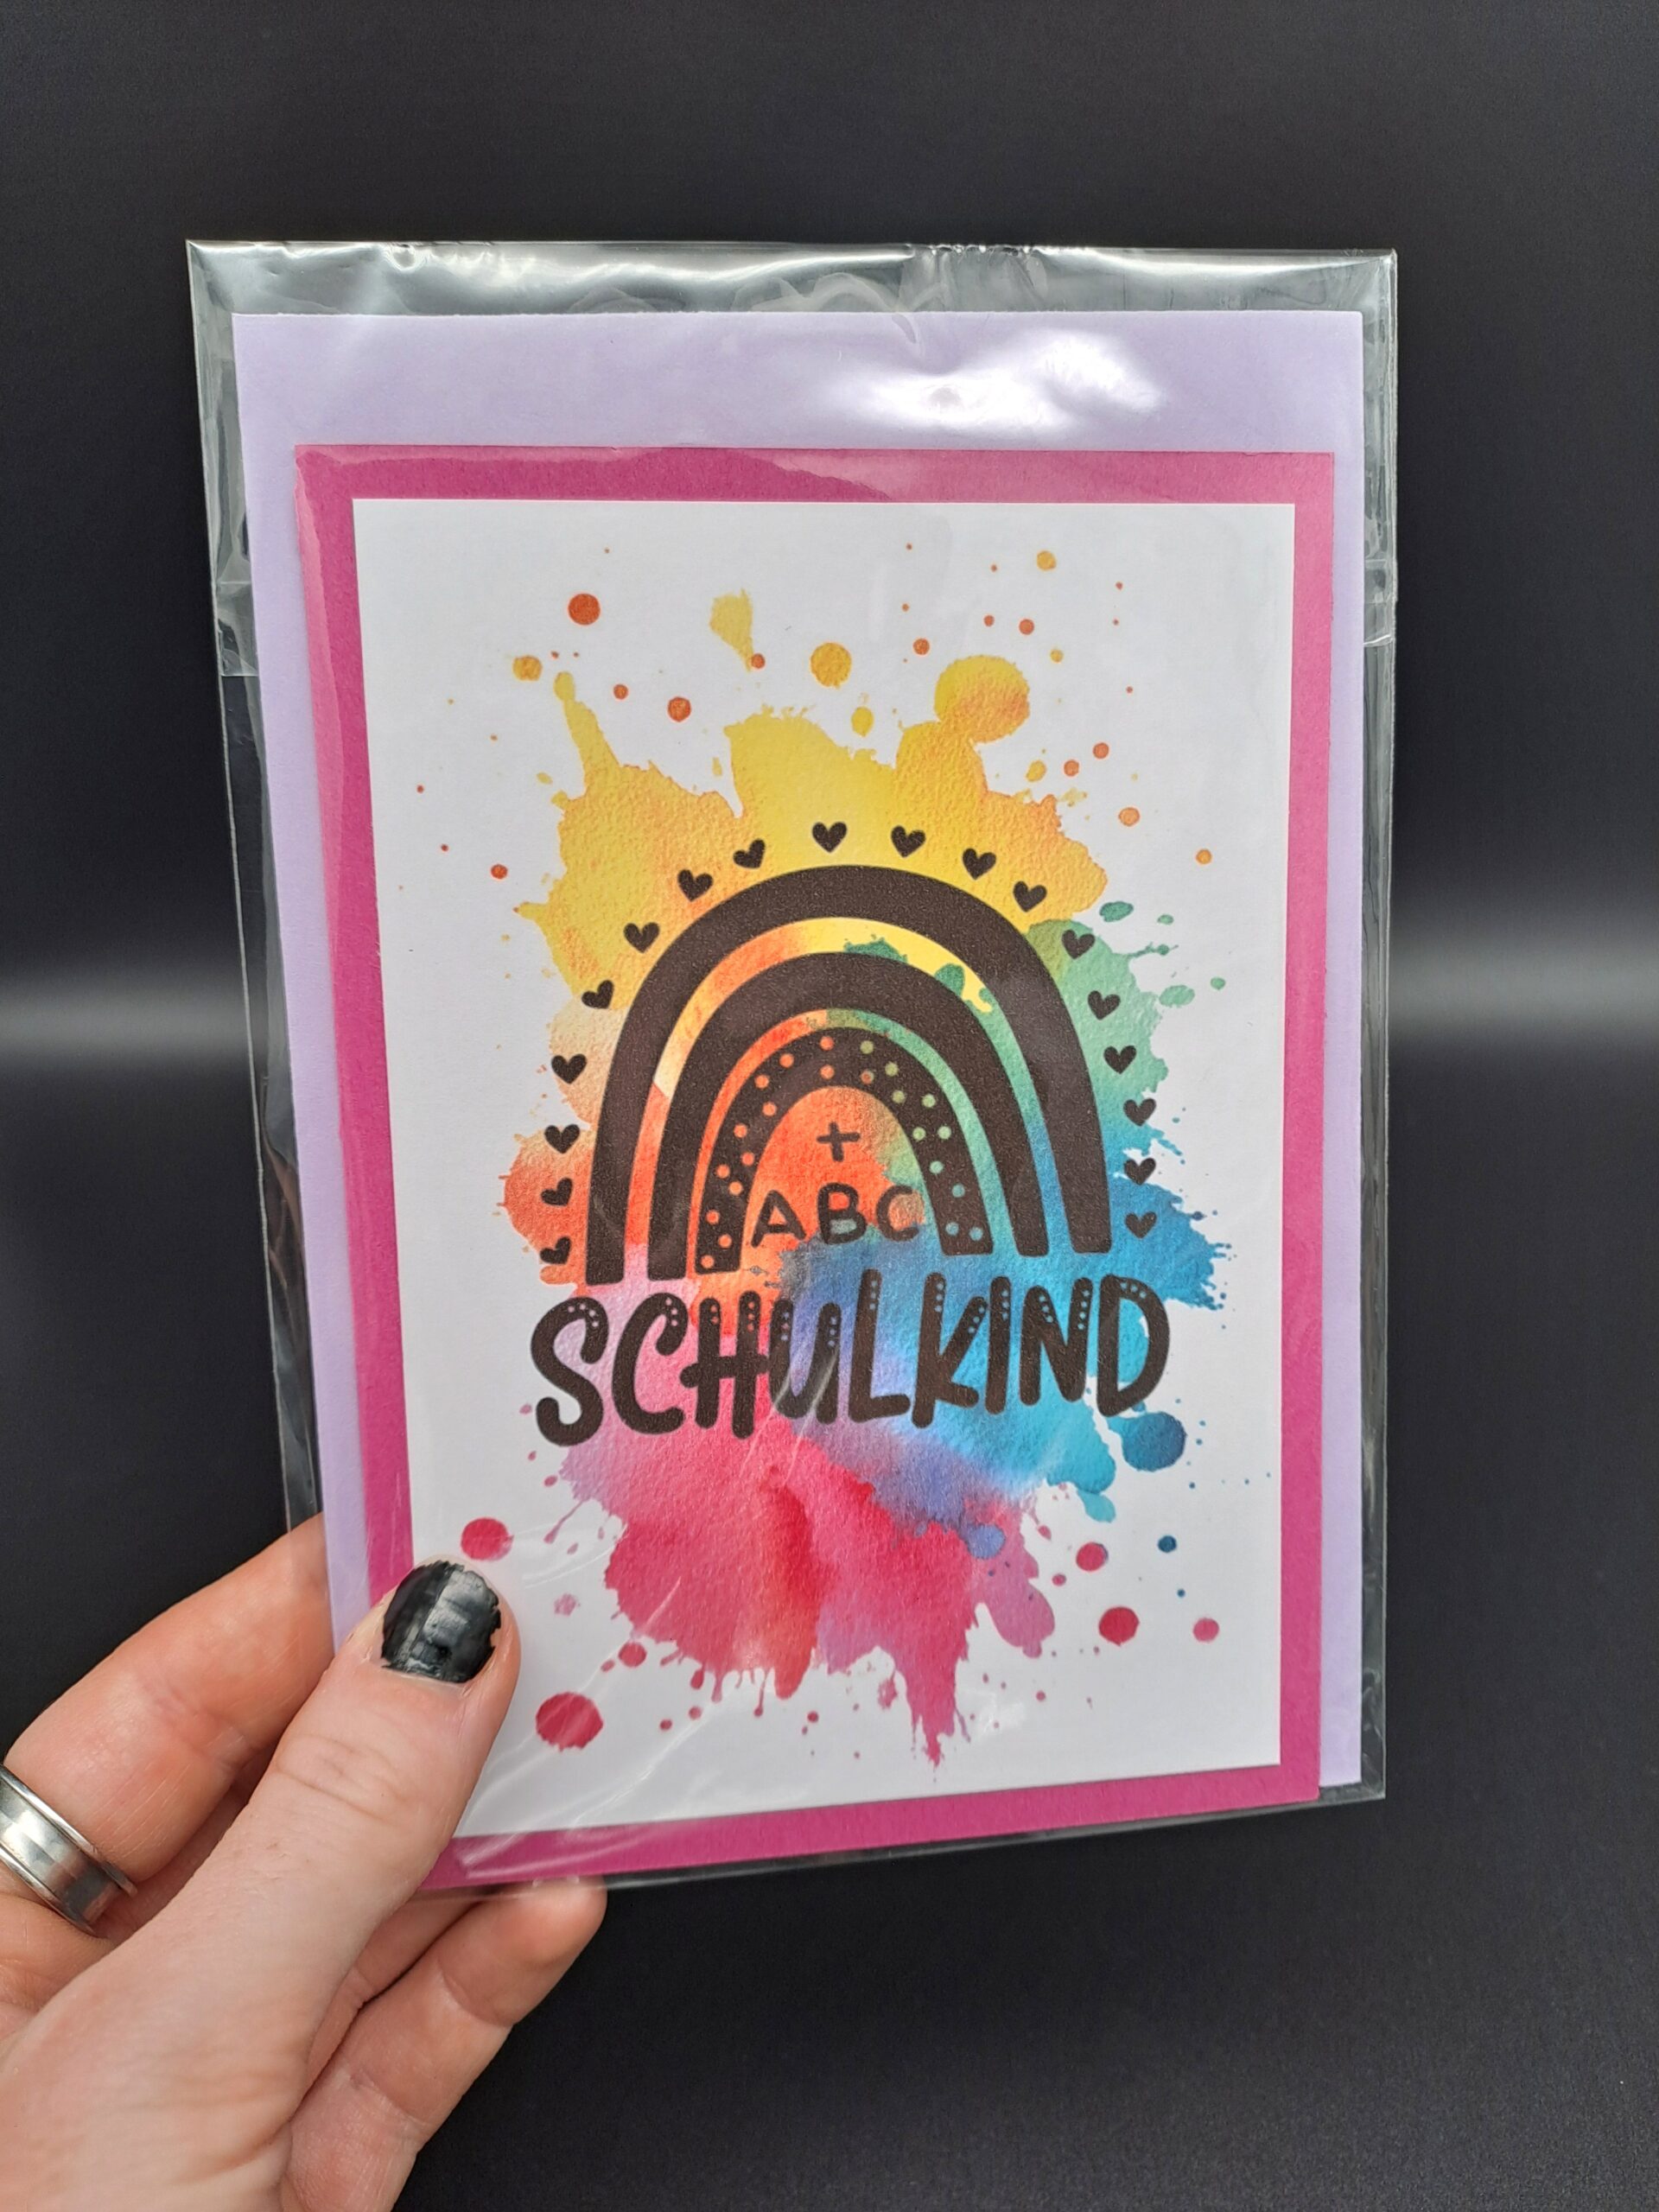 +
ABC
SCHULKIND